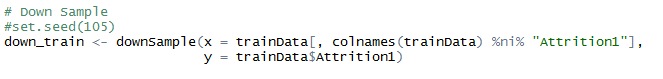 # Down Sample
#set.seed(105)
down_train <- downSample(x = trainData[, colnames(trainData) %ni% "Attrition1"],
y = trainData$Attrition1)